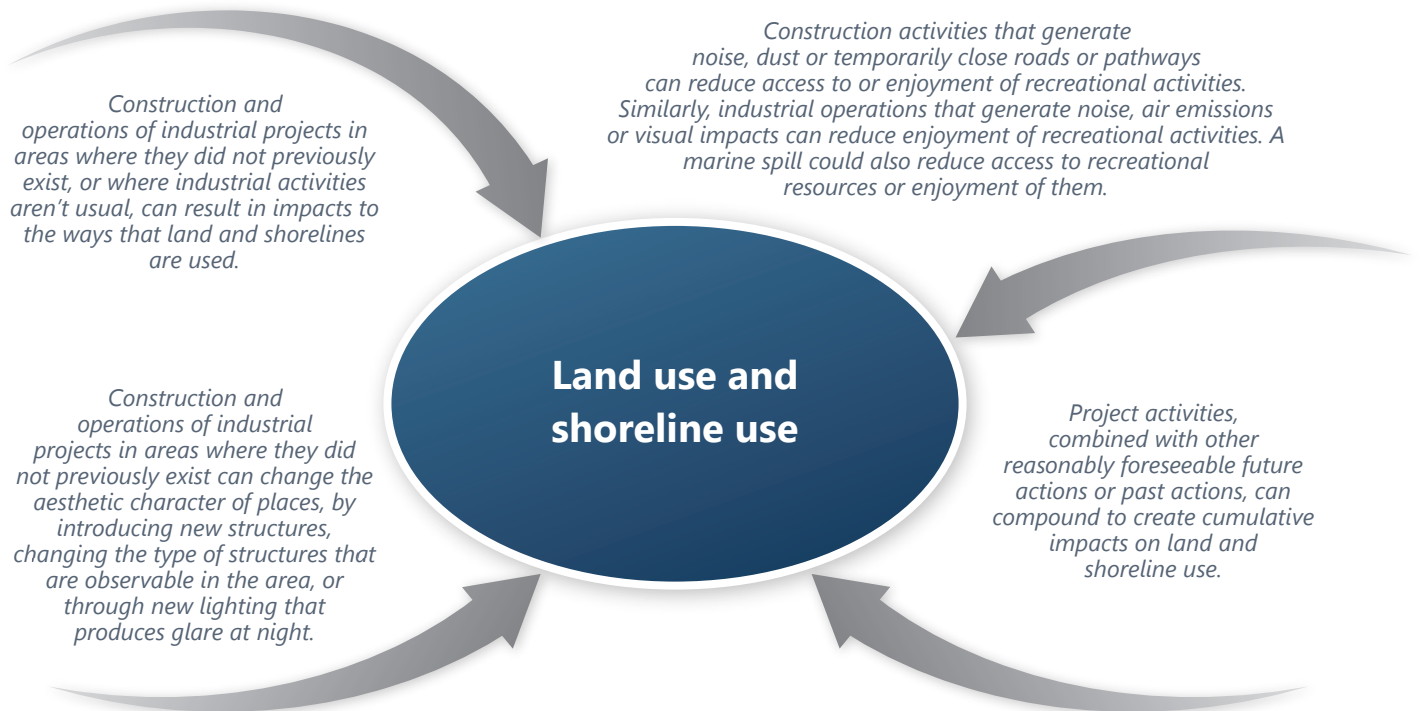 Construction and
operations of industrial projects in
areas where they did not previously
exist, or where industrial activities
aren't usual, can result in impacts to
the ways that land and shorelines
are used.
Construction activities that generate
noise, dust or temporarily close roads or pathways
can reduce access to or enjoyment of recreational activities.
Similarly, industrial operations that generate noise, air emissions
or visual impacts can reduce enjoyment of recreational activities. A
marine spill could also reduce access to recreational
resources or enjoyment of them.
Land use and
shoreline use
Construction and
operations of industrial
projects in areas where they did
not previously exist can change the
aesthetic character of places, by
introducing new structures,
changing the type of structures that
are observable in the area, or
through new lighting that
produces glare at night.
Project activities,
combined with other
reasonably foreseeable future
actions or past actions, can
compound to create cumulative
impacts on land and
shoreline use.